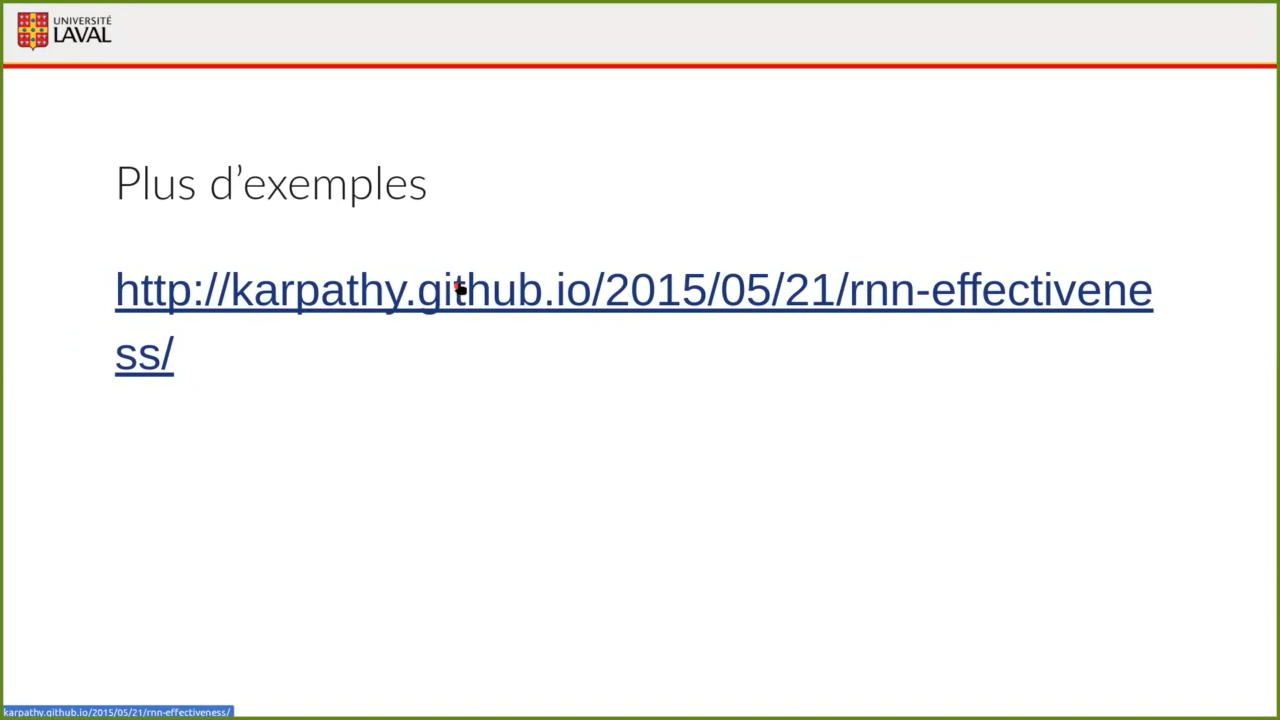 UNIVERSITÉ
LAVAL
Plus d’exemples
http://karpathy.github.io/2015/05/21/rnn-effectivene
ss/
karpathy.github.io/2015/05/21/rnn-effectiveness/